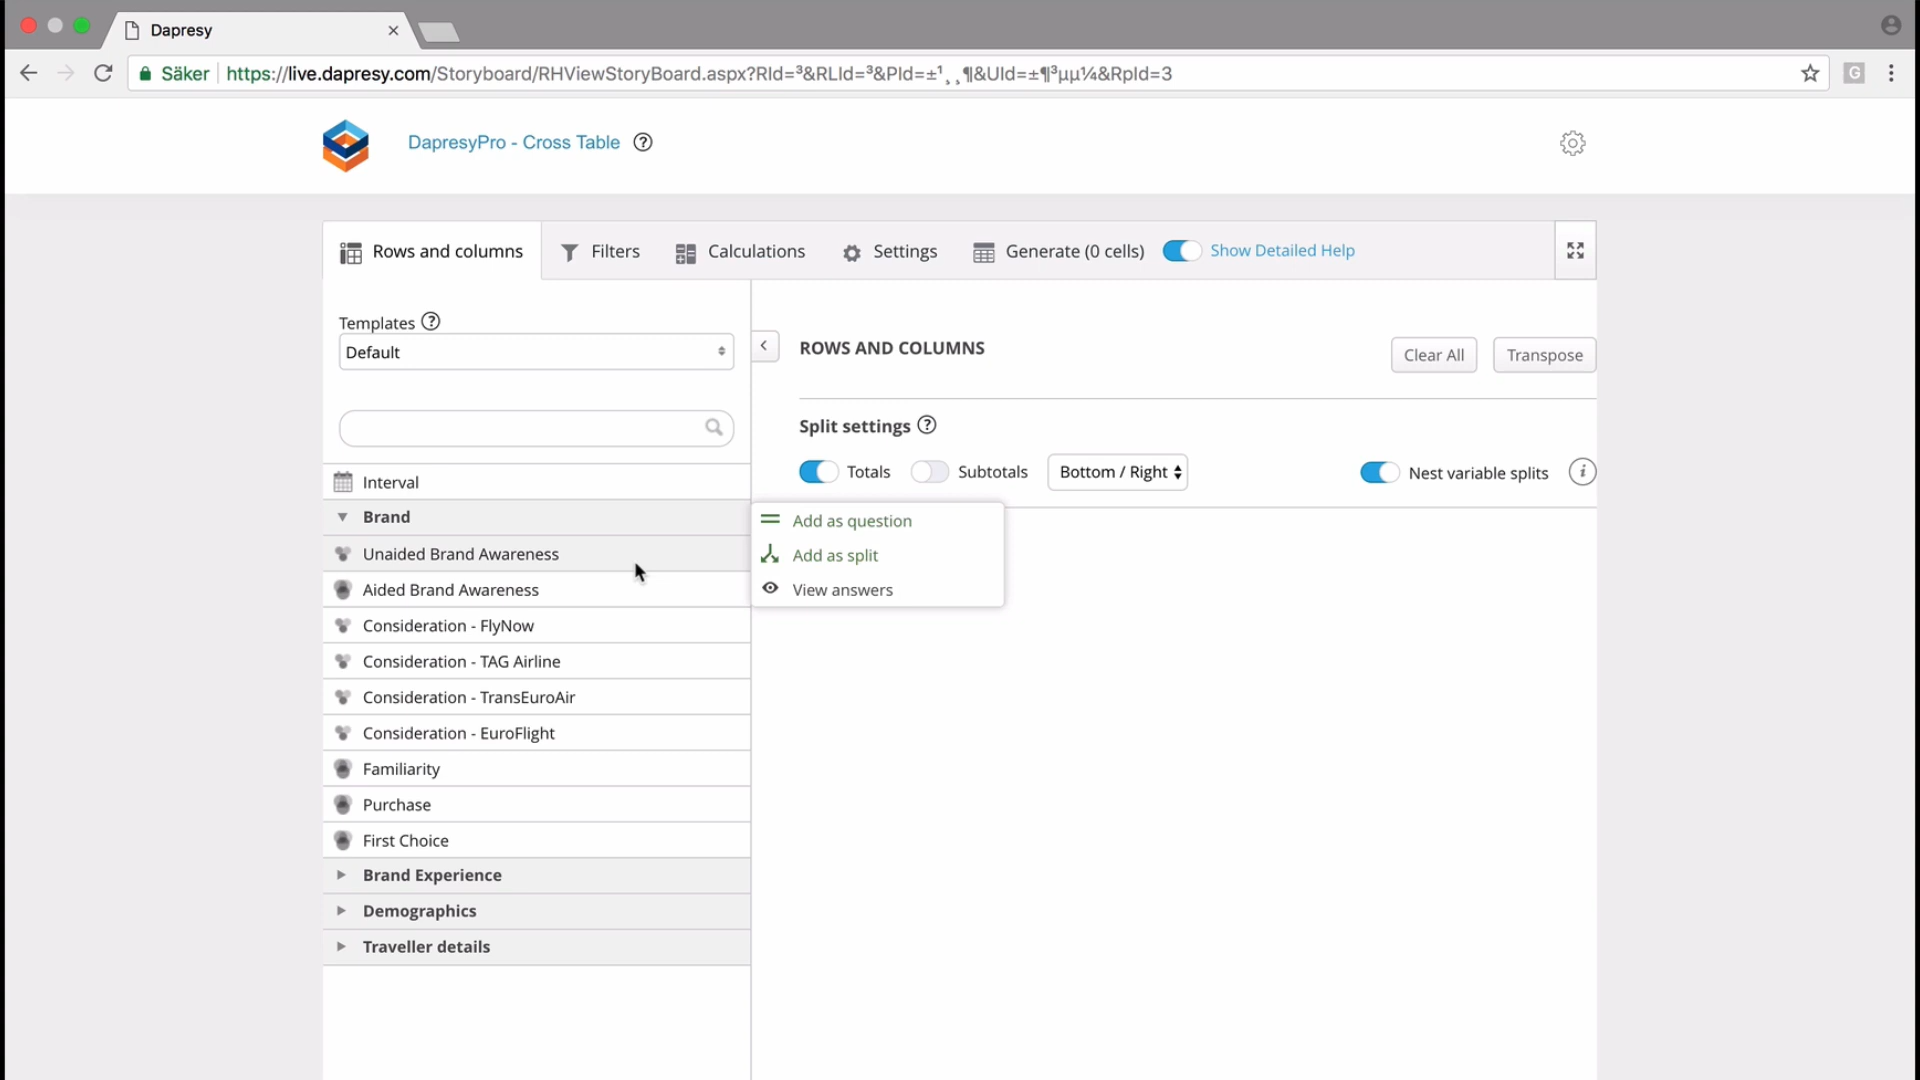 Dapresy
Säker https://live.dapresy.com/Storyboard/RHViewStoryBoard.aspx?RId=³&RLId=³&PId=±¹¸¸¶&UId=±¶³µµ¼&RpId=3
G
DapresyPro - Cross Table ?
Rows and columns Filters Calculations Settings Generate (0 cells) Show Detailed Help
Templates ?
Default
ROWS AND COLUMNS
Clear All Transpose
Split settings ?
Totals Subtotals Bottom / Right Nest variable splits i
Interval
Brand
Unaided Brand Awareness
Aided Brand Awareness
Consideration - FlyNow
Consideration - TAG Airline
Consideration - TransEuroAir
Consideration - EuroFlight
Familiarity
Purchase
First Choice
Brand Experience
Demographics
Traveller details
Add as question
Add as split
View answers